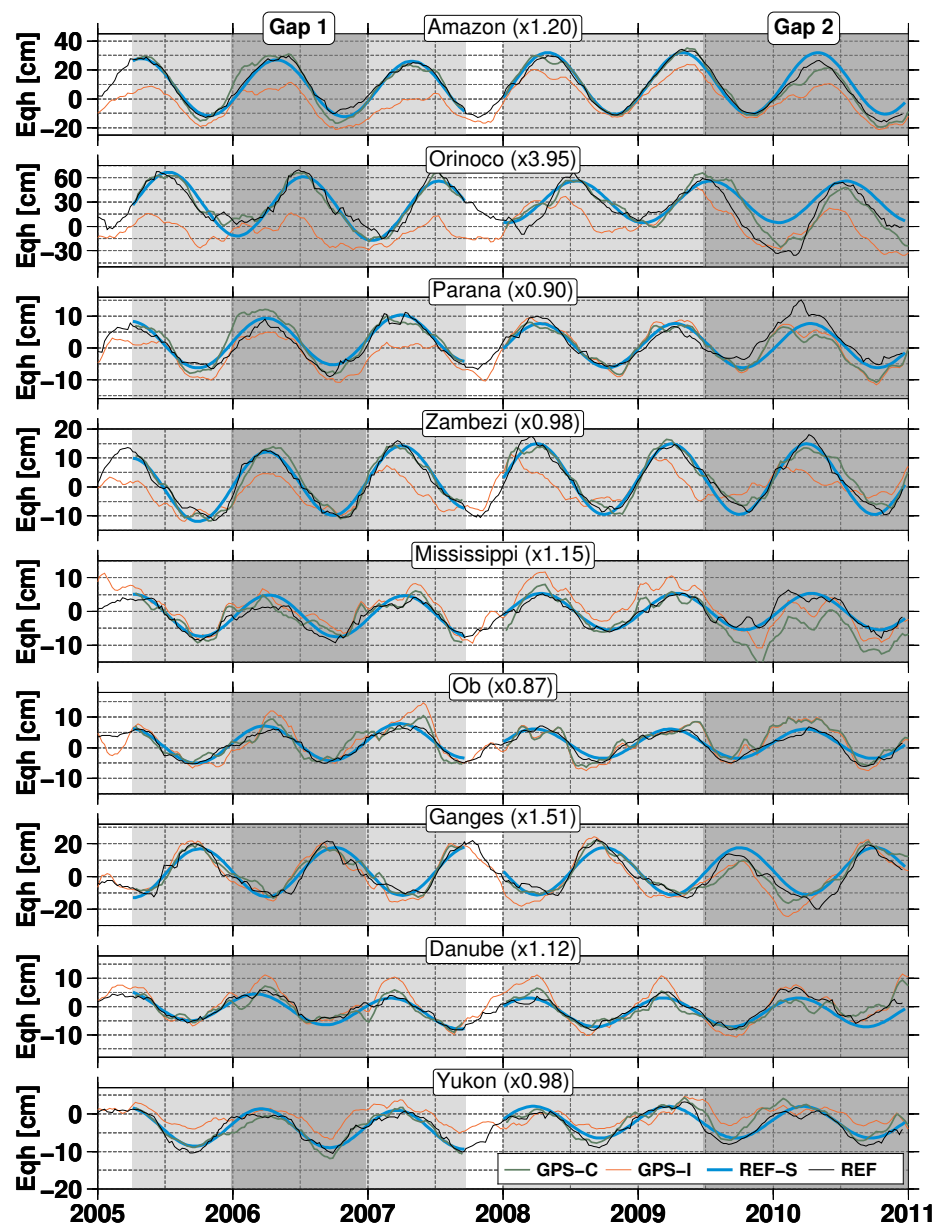 Gap 1
Amazon (x1.20)
Gap 2
Eqh [cm]
40
20
0
−20
Orinoco (x3.95)
Eqh [cm]
60
30
0
−30
Parana (x0.90)
Eqh [cm]
10
0
−10
Zambezi (x0.98)
Eqh [cm]
20
10
0
−10
Mississippi (x1.15)
Eqh [cm]
10
0
−10
Ob (x0.87)
Eqh [cm]
10
0
−10
Ganges (x1.51)
Eqh [cm]
20
0
−20
Danube (x1.12)
Eqh [cm]
10
0
−10
Yukon (x0.98)
Eqh [cm]
0
−10
−20
GPS−C GPS−I REF−S REF
2005 2006 2007 2008 2009 2010 2011